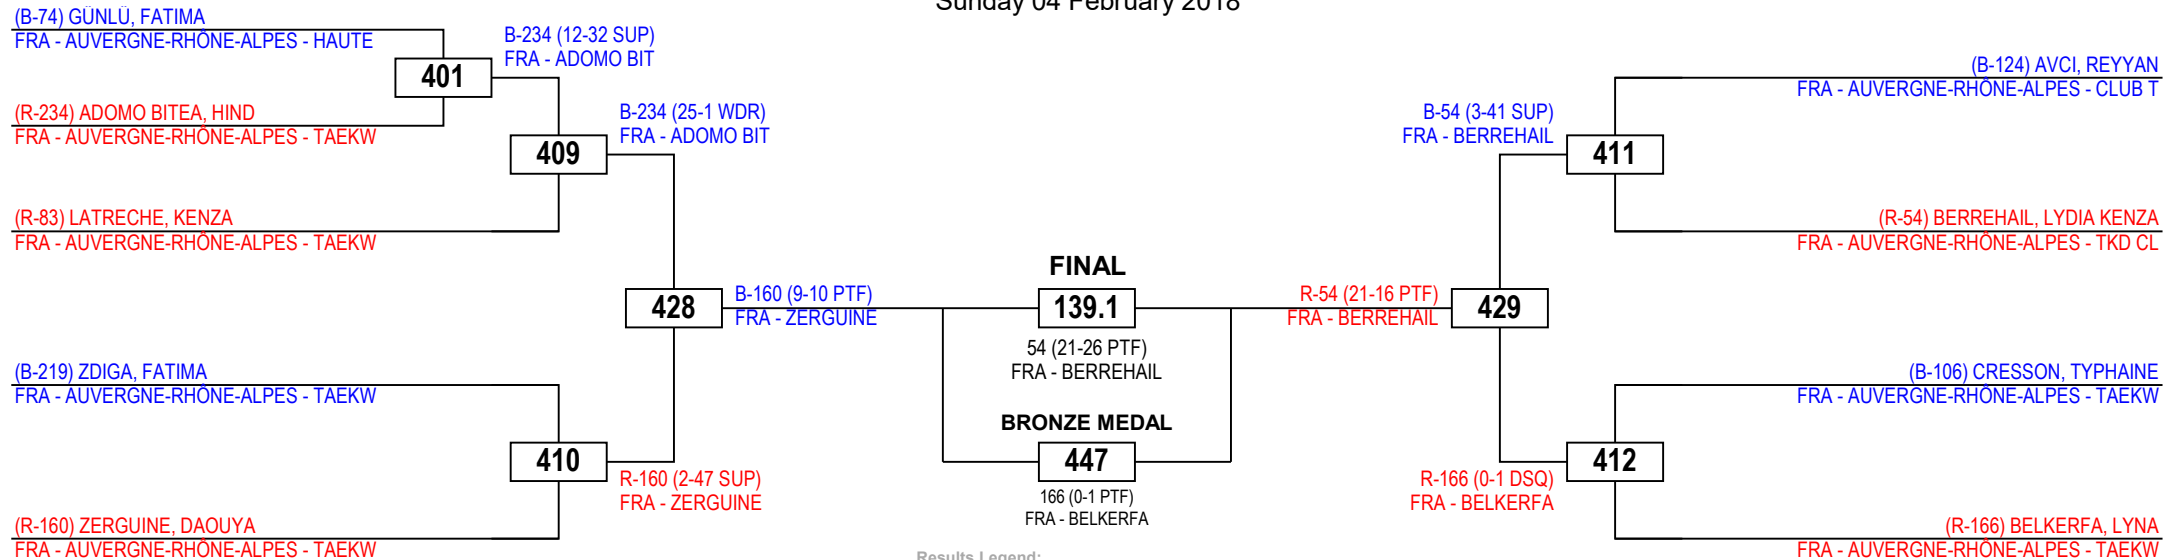 Sunday 04 February 2018
(B-74) GÜNLÜ, FATIMA
FRA - AUVERGNE-RHÔNE-ALPES - HAUTE
401
(R-234) ADOMO BITEA, HIND
FRA - AUVERGNE-RHÔNE-ALPES - TAEKW
B-234 (12-32 SUP)
FRA - ADOMO BIT
409
(R-83) LATRECHE, KENZA
FRA - AUVERGNE-RHÔNE-ALPES - TAEKW
B-234 (25-1 WDR)
FRA - ADOMO BIT
428
(B-219) ZDIGA, FATIMA
FRA - AUVERGNE-RHÔNE-ALPES - TAEKW
410
(R-160) ZERGUINE, DAOUYA
FRA - AUVERGNE-RHÔNE-ALPES - TAEKW
R-160 (2-47 SUP)
FRA - ZERGUINE
B-160 (9-10 PTF)
FRA - ZERGUINE
FINAL
139.1
54 (21-26 PTF)
FRA - BERREHAIL
BRONZE MEDAL
447
166 (0-1 PTF)
FRA - BELKERFA
R-54 (21-16 PTF)
FRA - BERREHAIL
429
B-54 (3-41 SUP)
FRA - BERREHAIL
411
(B-124) AVCI, REYYAN
FRA - AUVERGNE-RHÔNE-ALPES - CLUB T
(R-54) BERREHAIL, LYDIA KENZA
FRA - AUVERGNE-RHÔNE-ALPES - TKD CL
R-166 (0-1 DSQ)
FRA - BELKERFA
412
(B-106) CRESSON, TYPHAINE
FRA - AUVERGNE-RHÔNE-ALPES - TAEKW
(R-166) BELKERFA, LYNA
FRA - AUVERGNE-RHÔNE-ALPES - TAEKW
Results Legend: